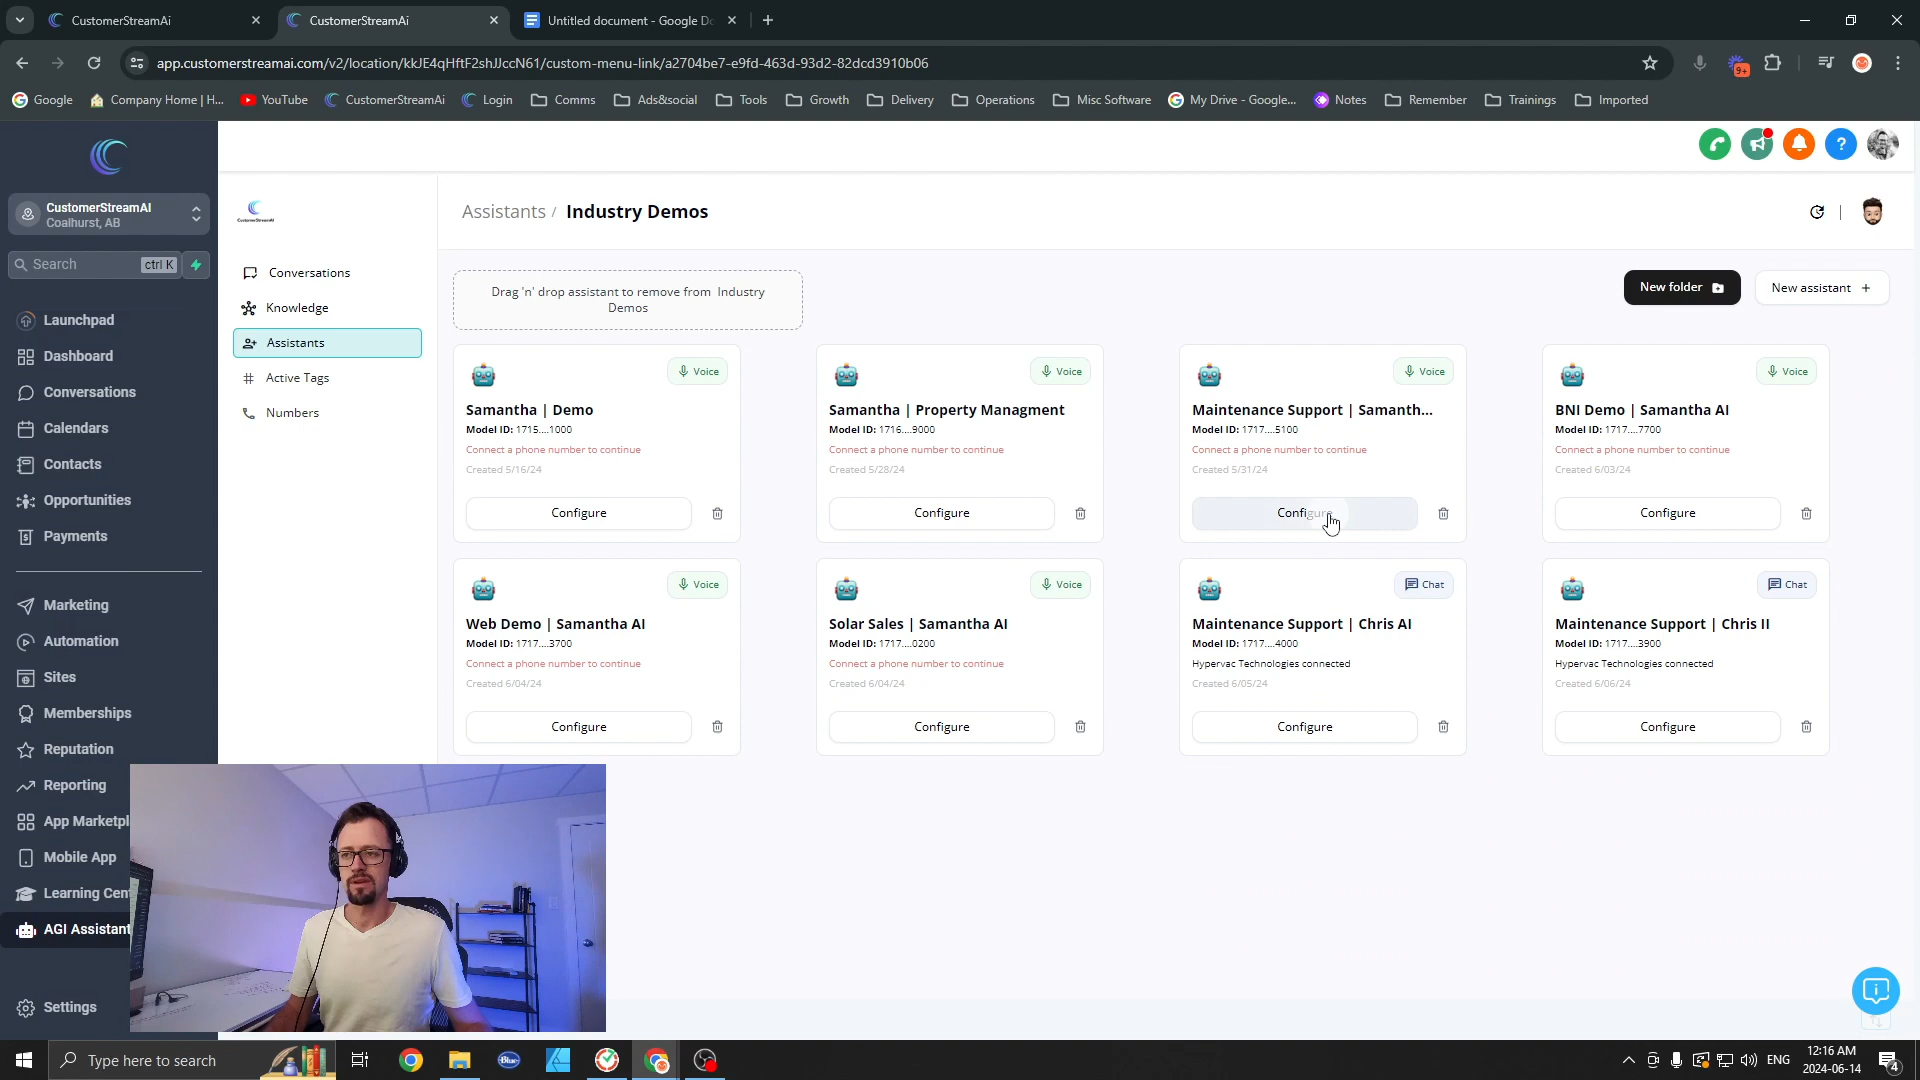 CustomerStreamAi
CustomerStreamAi
Untitled document - Google Do
app.customerstreamai.com/v2/location/kkJE4qHftF2shJJccN61/custom-menu-link/a2704be7-e9fd-463d-93d2-82dcd3910b06
9+
Google
Company Home | H...
YouTube
CustomerStreamAi
Login
Comms
Ads&social
Tools
Growth
Delivery
Operations
Misc Software
My Drive - Google...
Notes
Remember
Trainings
Imported
CustomerStreamAI
Coalhurst, AB
Search
ctrl K
Launchpad
Dashboard
Conversations
Calendars
Contacts
Opportunities
Payments
Marketing
Automation
Sites
Memberships
Reputation
Reporting
App Marketpl
Mobile App
Learning Cent
AGI Assistant
Settings
CustomerStreamAI
Conversations
Knowledge
Assistants
Active Tags
Numbers
Assistants / Industry Demos
Drag 'n' drop assistant to remove from Industry
Demos
New folder
New assistant +
Voice
Samantha | Demo
Model ID: 1715....1000
Connect a phone number to continue
Created 5/16/24
Configure
Voice
Samantha | Property Managment
Model ID: 1716....9000
Connect a phone number to continue
Created 5/28/24
Configure
Voice
Maintenance Support | Samanth...
Model ID: 1717....5100
Connect a phone number to continue
Created 5/31/24
Configure
Voice
BNI Demo | Samantha AI
Model ID: 1717....7700
Connect a phone number to continue
Created 6/03/24
Configure
Voice
Web Demo | Samantha AI
Model ID: 1717....3700
Connect a phone number to continue
Created 6/04/24
Configure
Voice
Solar Sales | Samantha AI
Model ID: 1717....0200
Connect a phone number to continue
Created 6/04/24
Configure
Chat
Maintenance Support | Chris AI
Model ID: 1717....4000
Hypervac Technologies connected
Created 6/05/24
Configure
Chat
Maintenance Support | Chris II
Model ID: 1717....3900
Hypervac Technologies connected
Created 6/06/24
Configure
Type here to search
Blue
ENG
12:16 AM
2024-06-14
4